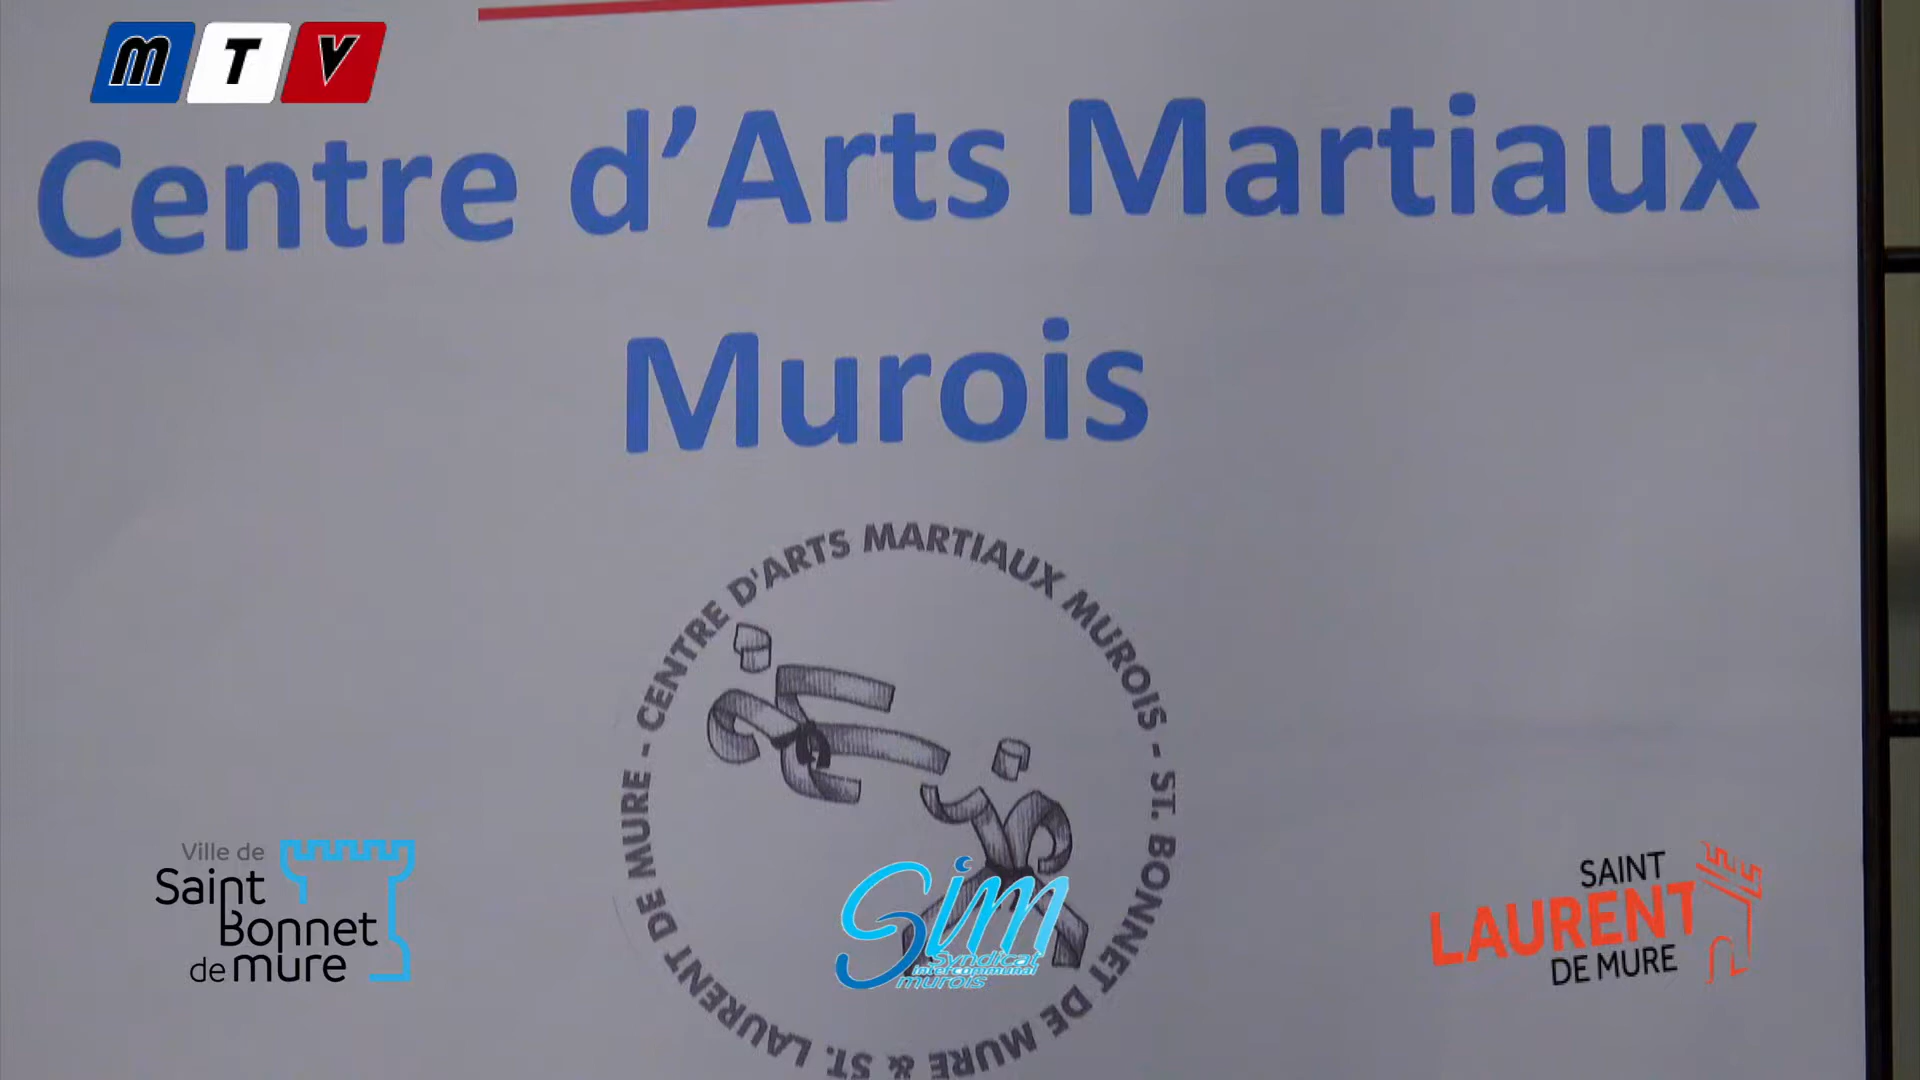 MTV
Centre d'Arts Martiaux
Murois
- CENTRE D'ARTS MARTIAUX MUROIS - ST. BONNET DE MURE & ST. LAURENT DE MURE
Ville de
Saint
Bonnet
de mure
Sim
Syndicat
intercommunal
murois
SAINT
LAURENT
DE MURE